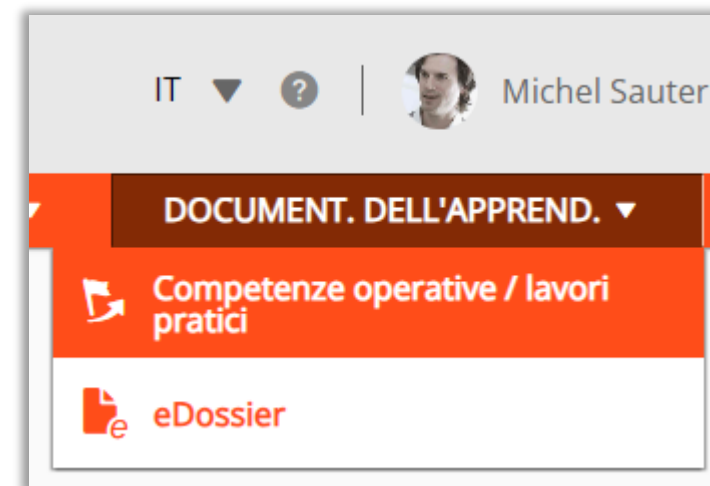 IT
Michel Sauter
DOCUMENT. DELL'APPREND.
Competenze operative / lavori
pratici
eDossier